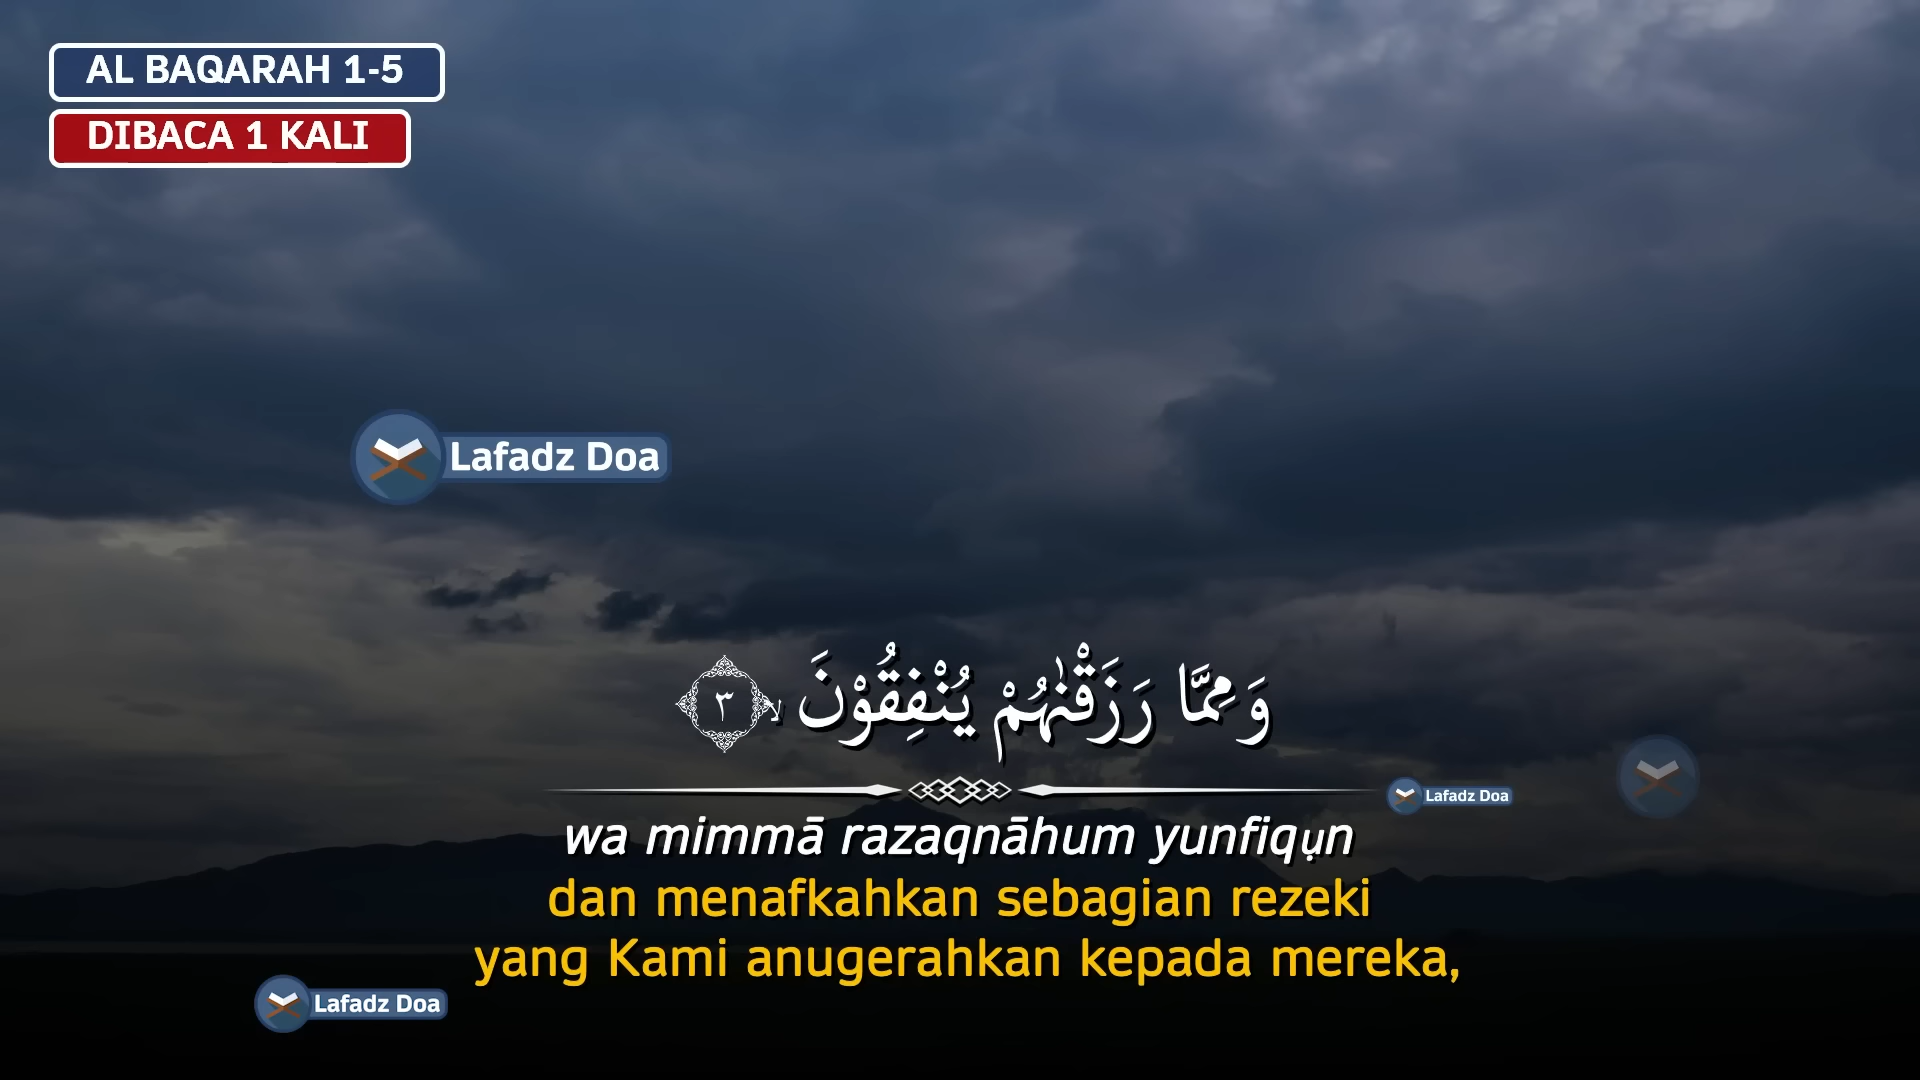 AL BAQARAH 1-5
DIBACA 1 KALI
Lafadz Doa
وَمِمَّا رَزَقْنٰهُمْ يُنْفِقُوْنَ ۙ ٣
Lafadz Doa
wa mimmā razaqnāhum yunfiqụn
dan menafkahkan sebagian rezeki
yang Kami anugerahkan kepada mereka,
Lafadz Doa